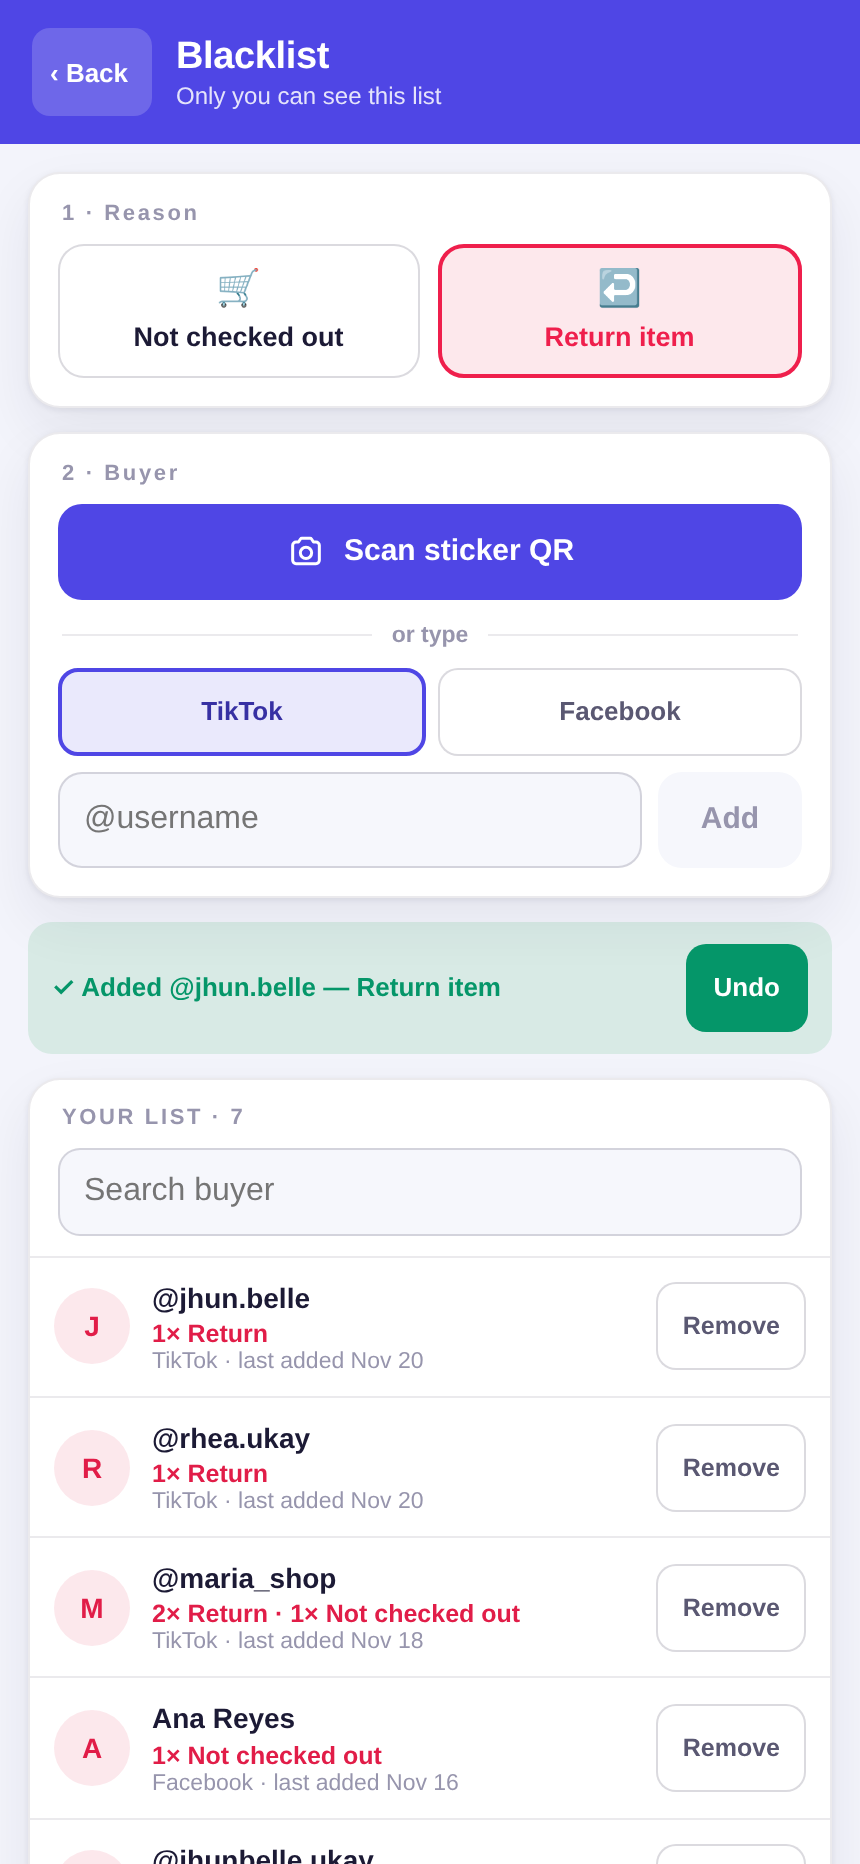 ‹ Back
Blacklist
Only you can see this list
1 · Reason
Not checked out
Return item
2 · Buyer
Scan sticker QR
or type
TikTok
Facebook
@username
Add
✓ Added @jhun.belle — Return item
Undo
YOUR LIST · 7
Search buyer
J
@jhun.belle
1× Return
TikTok · last added Nov 20
Remove
R
@rhea.ukay
1× Return
TikTok · last added Nov 20
Remove
M
@maria_shop
2× Return · 1× Not checked out
TikTok · last added Nov 18
Remove
A
Ana Reyes
1× Not checked out
Facebook · last added Nov 16
Remove
@jhunbelle.ukay